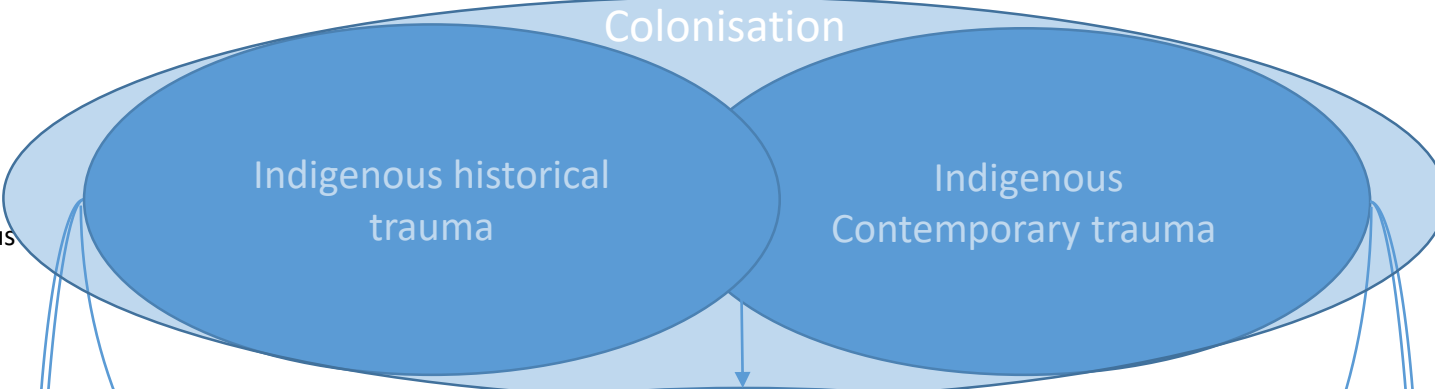 Colonisation
Indigenous historical
trauma
Indigenous
Contemporary trauma